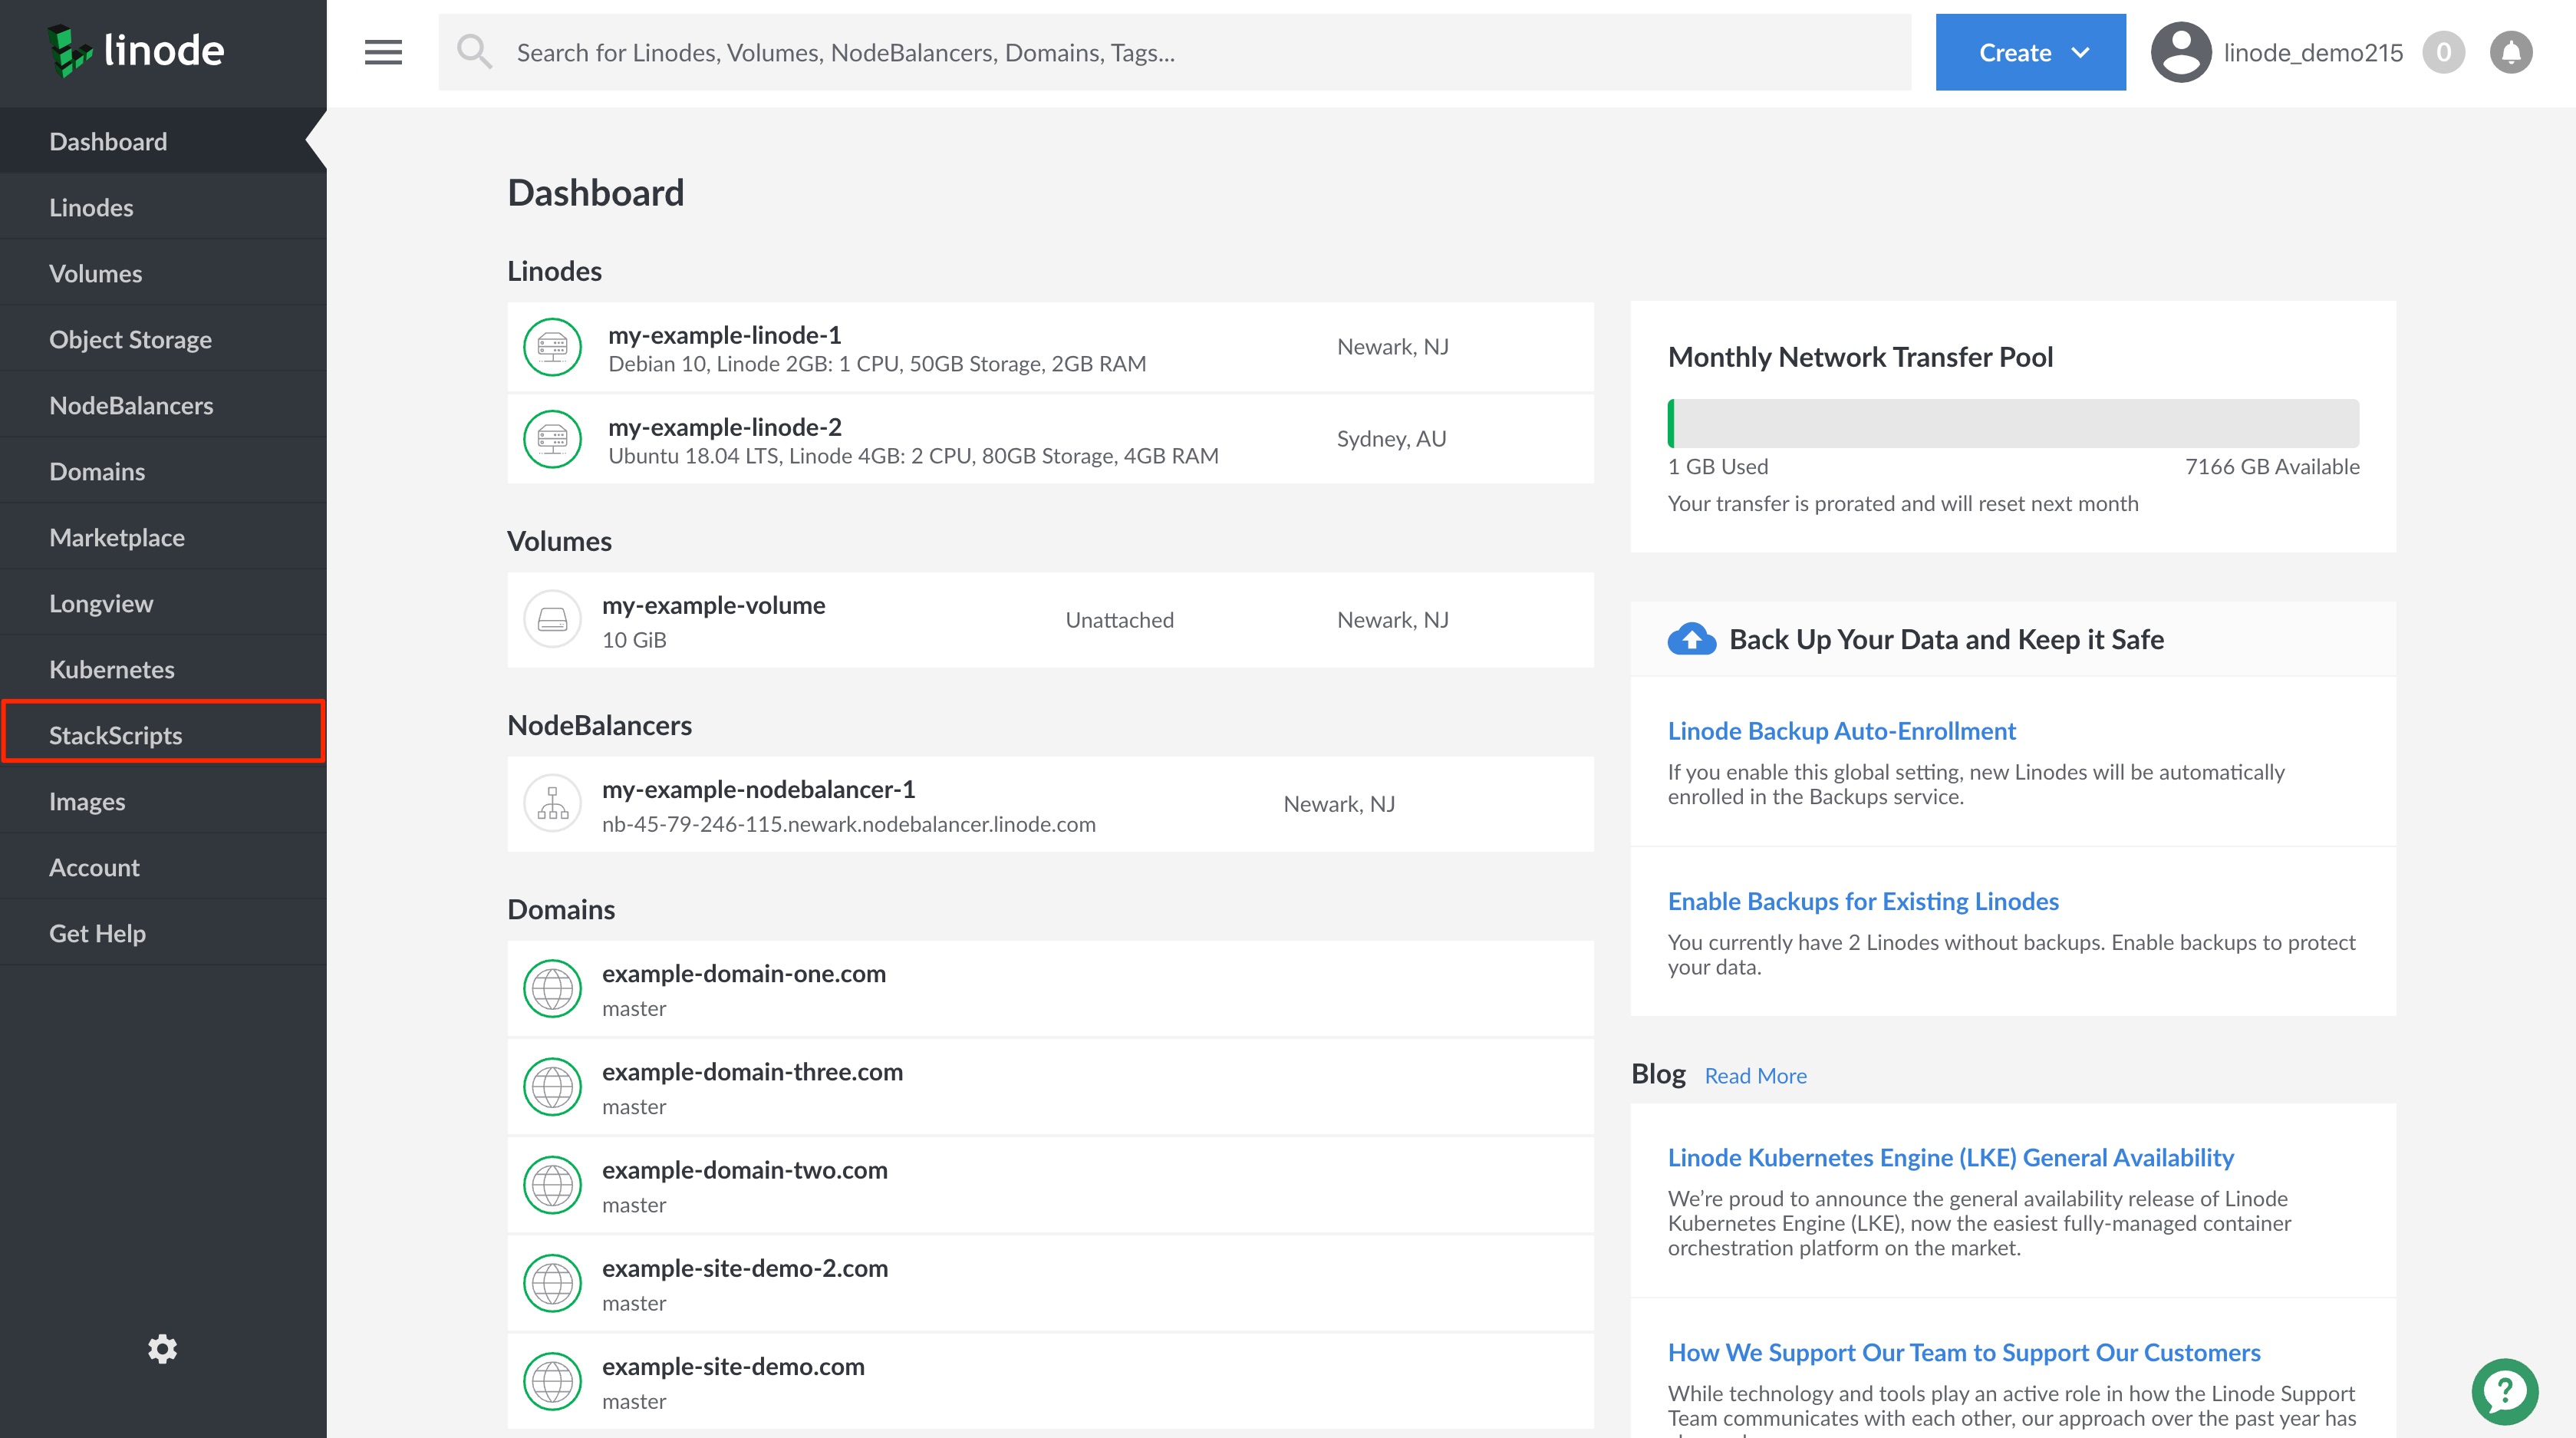 linode
Search for Linodes, Volumes, NodeBalancers, Domains, Tags...
Create
linode_demo215
0
Dashboard
Linodes
Volumes
Object Storage
NodeBalancers
Domains
Marketplace
Longview
Kubernetes
StackScripts
Images
Account
Get Help
Dashboard
Linodes
my-example-linode-1
Debian 10, Linode 2GB: 1 CPU, 50GB Storage, 2GB RAM
Newark, NJ
my-example-linode-2
Ubuntu 18.04 LTS, Linode 4GB: 2 CPU, 80GB Storage, 4GB RAM
Sydney, AU
Volumes
my-example-volume
10 GiB
Unattached
Newark, NJ
NodeBalancers
my-example-nodebalancer-1
nb-45-79-246-115.newark.nodebalancer.linode.com
Newark, NJ
Domains
example-domain-one.com
master
example-domain-three.com
master
example-domain-two.com
master
example-site-demo-2.com
master
example-site-demo.com
master
Monthly Network Transfer Pool
1 GB Used
7166 GB Available
Your transfer is prorated and will reset next month
Back Up Your Data and Keep it Safe
Linode Backup Auto-Enrollment
If you enable this global setting, new Linodes will be automatically
enrolled in the Backups service.
Enable Backups for Existing Linodes
You currently have 2 Linodes without backups. Enable backups to protect
your data.
Blog Read More
Linode Kubernetes Engine (LKE) General Availability
We’re proud to announce the general availability release of Linode
Kubernetes Engine (LKE), now the easiest fully-managed container
orchestration platform on the market.
How We Support Our Team to Support Our Customers
While technology and tools play an active role in how the Linode Support
Team communicates with each other, our approach over the past year has
?